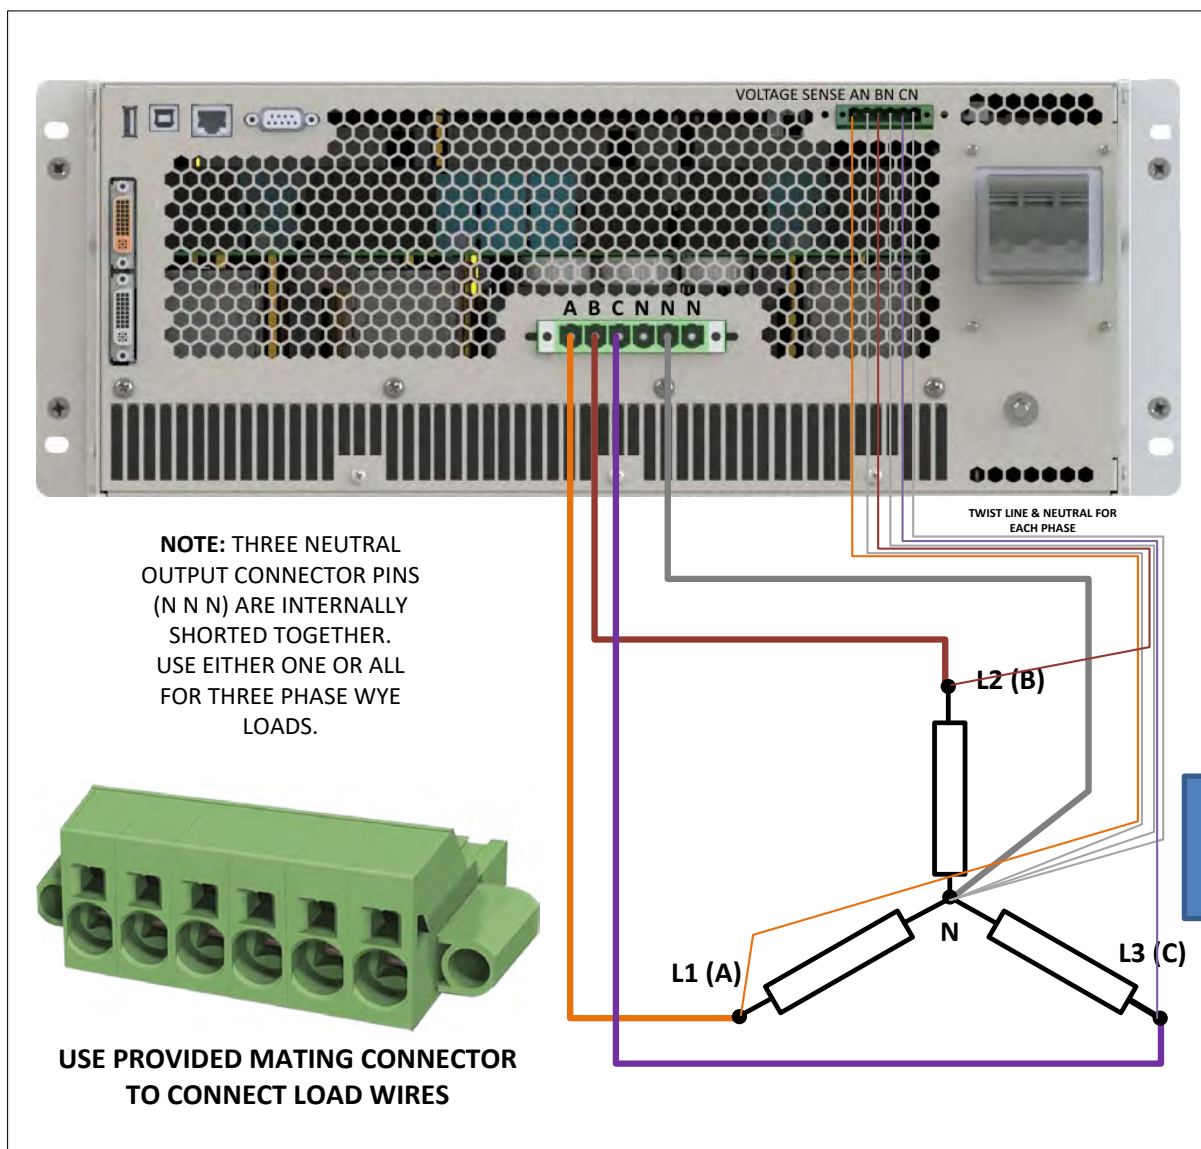 VOLTAGE SENSE AN BN CN
A B C N N N
TWIST LINE & NEUTRAL FOR
EACH PHASE
NOTE: THREE NEUTRAL
OUTPUT CONNECTOR PINS
(N N N) ARE INTERNALLY
SHORTED TOGETHER.
USE EITHER ONE OR ALL
FOR THREE PHASE WYE
LOADS.
L2 (B)
N
L1 (A)
L3 (C)
USE PROVIDED MATING CONNECTOR
TO CONNECT LOAD WIRES